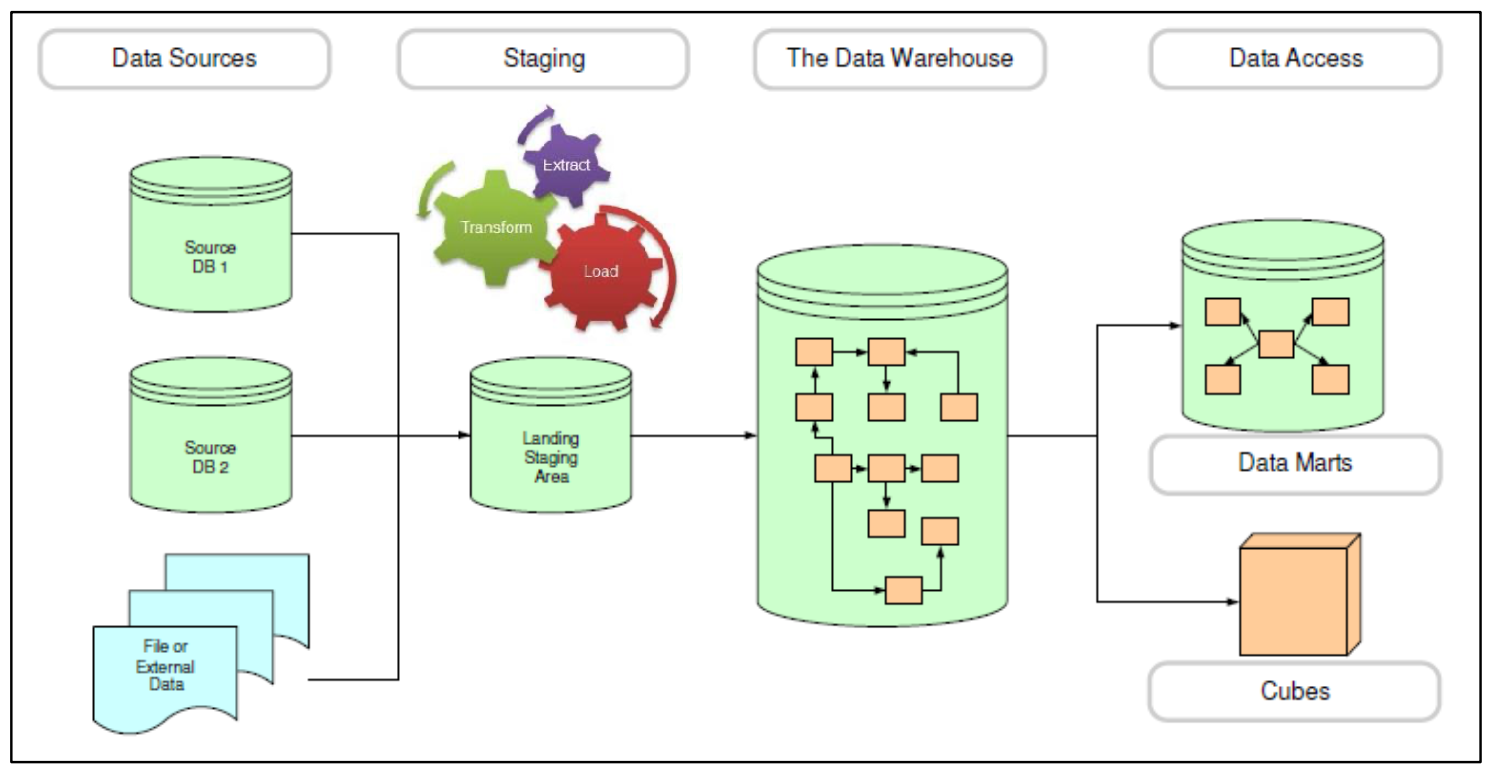 Data Sources
Staging
The Data Warehouse
Data Access
Extract
Transform
Load
Source
DB 1
Source
DB 2
Landing
Staging
Area
File or
External
Data
Data Marts
Cubes